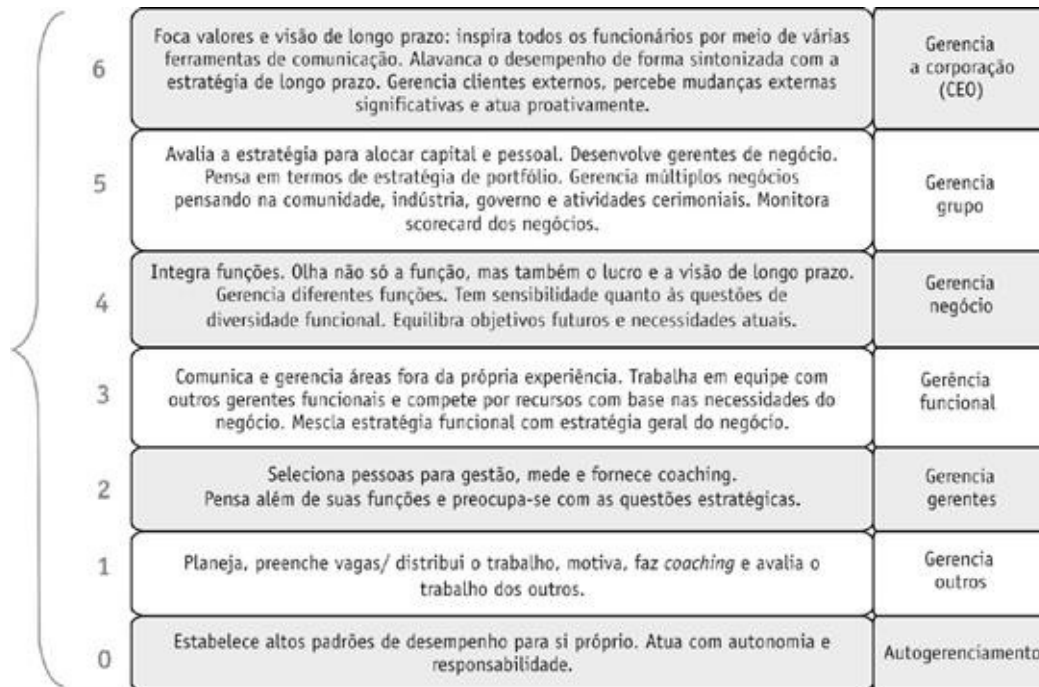 6
Foca valores e visão de longo prazo: inspira todos os funcionários por meio de várias
ferramentas de comunicação. Alavanca o desempenho de forma sintonizada com a
estratégia de longo prazo. Gerencia clientes externos, percebe mudanças externas
significativas e atua proativamente.
Gerencia
a corporação
(CEO)
5
Avalia a estratégia para alocar capital e pessoal. Desenvolve gerentes de negócio.
Pensa em termos de estratégia de portfólio. Gerencia múltiplos negócios
pensando na comunidade, indústria, governo e atividades cerimoniais. Monitora
scorecard dos negócios.
Gerencia
grupo
4
Integra funções. Olha não só a função, mas também o lucro e a visão de longo prazo.
Gerencia diferentes funções. Tem sensibilidade quanto às questões de
diversidade funcional. Equilibra objetivos futuros e necessidades atuais.
Gerencia
negócio
3
Comunica e gerencia áreas fora da própria experiência. Trabalha em equipe com
outros gerentes funcionais e compete por recursos com base nas necessidades do
negócio. Mescla estratégia funcional com estratégia geral do negócio.
Gerência
funcional
2
Seleciona pessoas para gestão, mede e fornece coaching.
Pensa além de suas funções e preocupa-se com as questões estratégicas.
Gerencia
gerentes
1
Planeja, preenche vagas/ distribui o trabalho, motiva, faz coaching e avalia o
trabalho dos outros.
Gerencia
outros
0
Estabelece altos padrões de desempenho para si próprio. Atua com autonomia e
responsabilidade.
Autogerenciamento